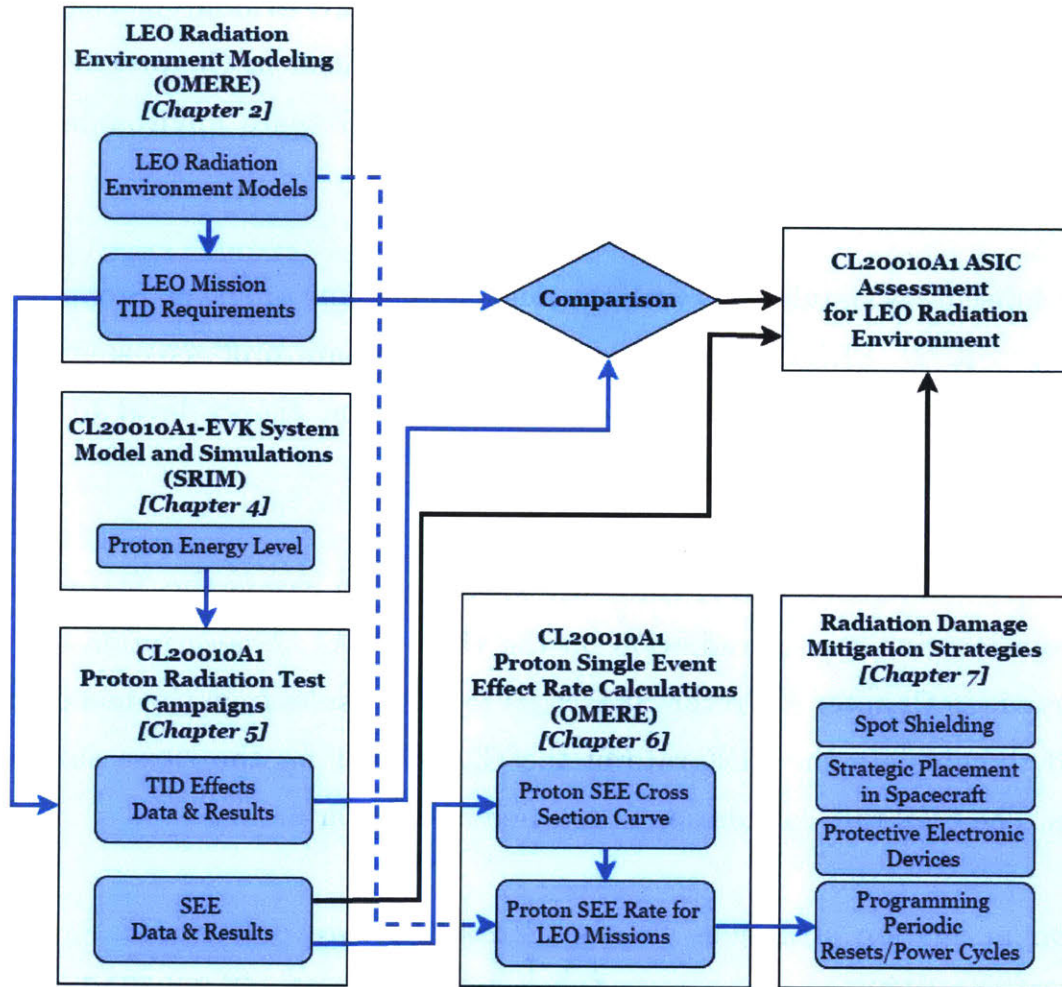 LEO Radiation
Environment Modeling
(OMERE)
[Chapter 2]
LEO Radiation
Environment Models
LEO Mission
TID Requirements
Comparison
CL20010A1 ASIC
Assessment
for LEO Radiation
Environment
CL20010A1-EVK System
Model and Simulations
(SRIM)
[Chapter 4]
Proton Energy Level
CL20010A1
Proton Radiation Test
Campaigns
[Chapter 5]
TID Effects
Data & Results
SEE
Data & Results
CL20010A1
Proton Single Event
Effect Rate Calculations
(OMERE)
[Chapter 6]
Proton SEE Cross
Section Curve
Proton SEE Rate for
LEO Missions
Radiation Damage
Mitigation Strategies
[Chapter 7]
Spot Shielding
Strategic Placement
in Spacecraft
Protective Electronic
Devices
Programming
Periodic
Resets/Power Cycles